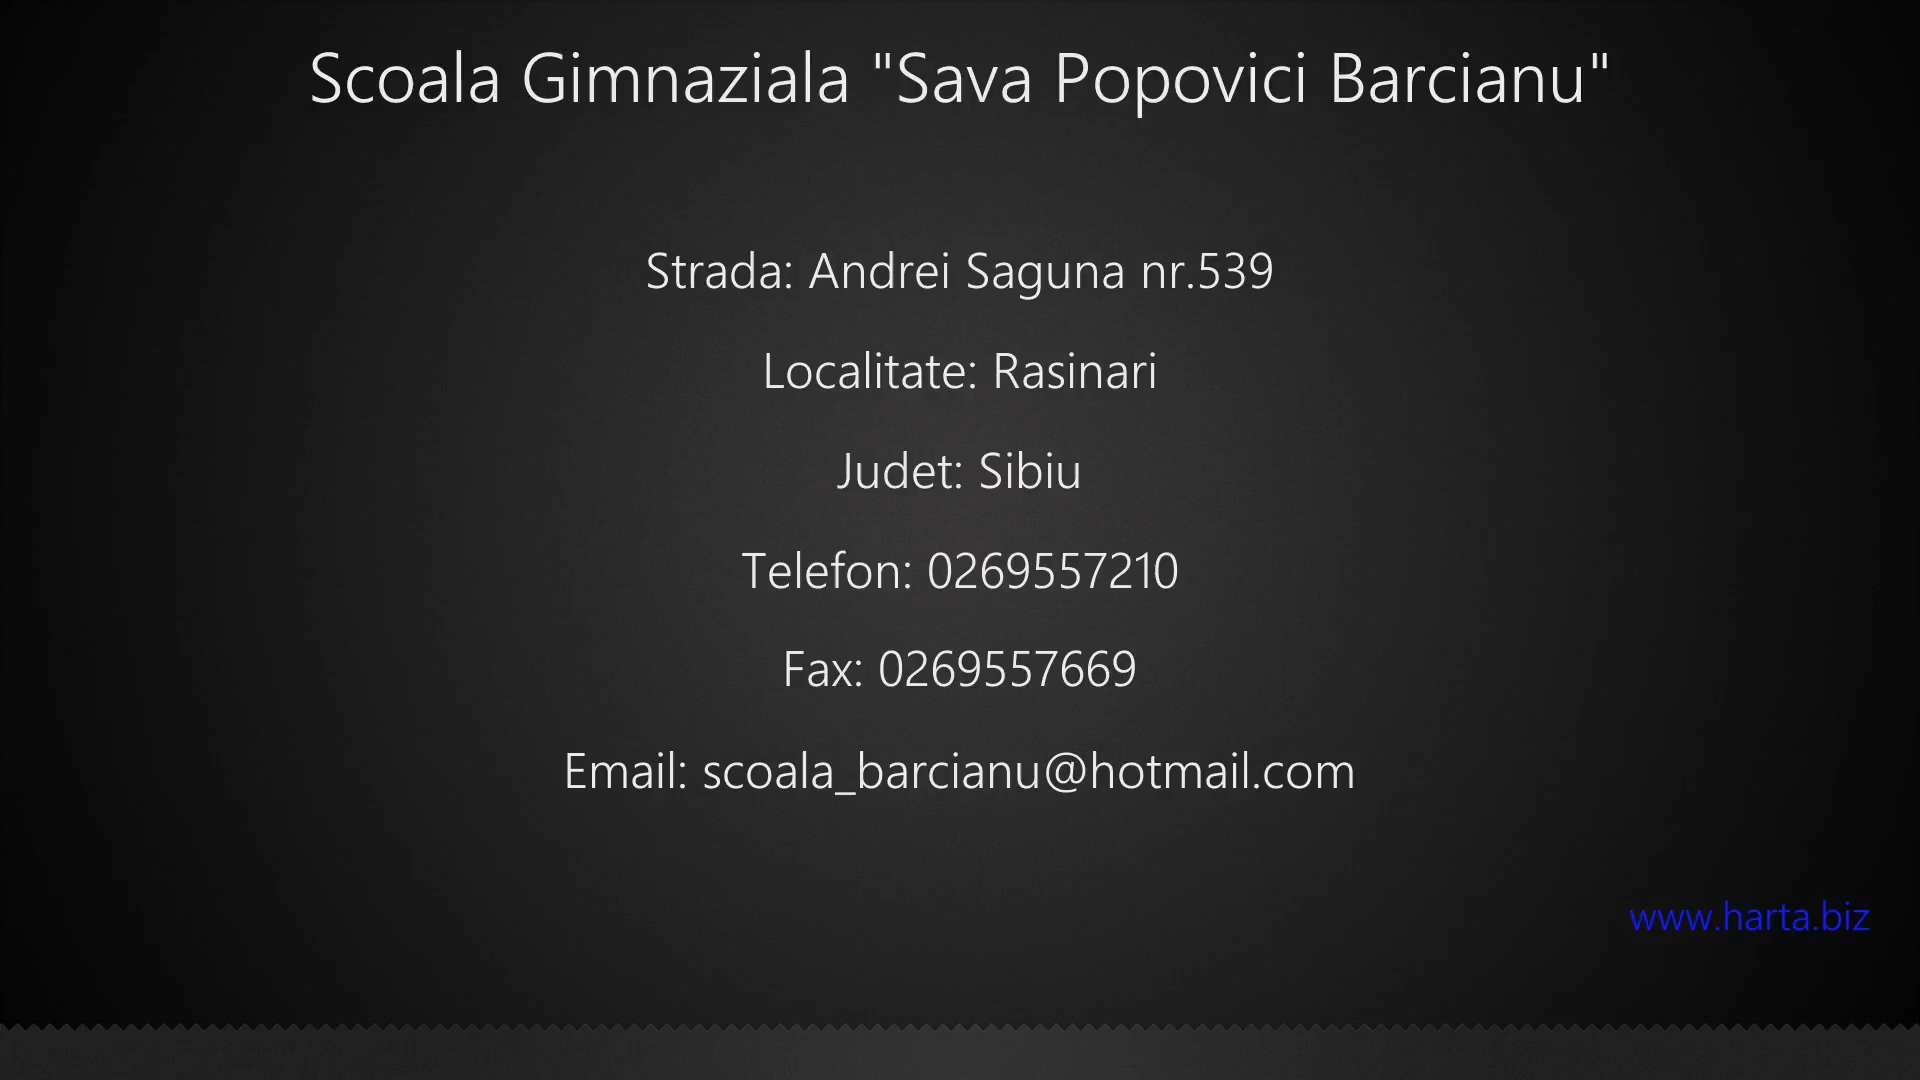 Scoala Gimnaziala "Sava Popovici Barcianu"
Strada: Andrei Saguna nr.539
Localitate: Rasinari
Judet: Sibiu
Telefon: 0269557210
Fax: 0269557669
Email: scoala_barcianu@hotmail.com
www.harta.biz